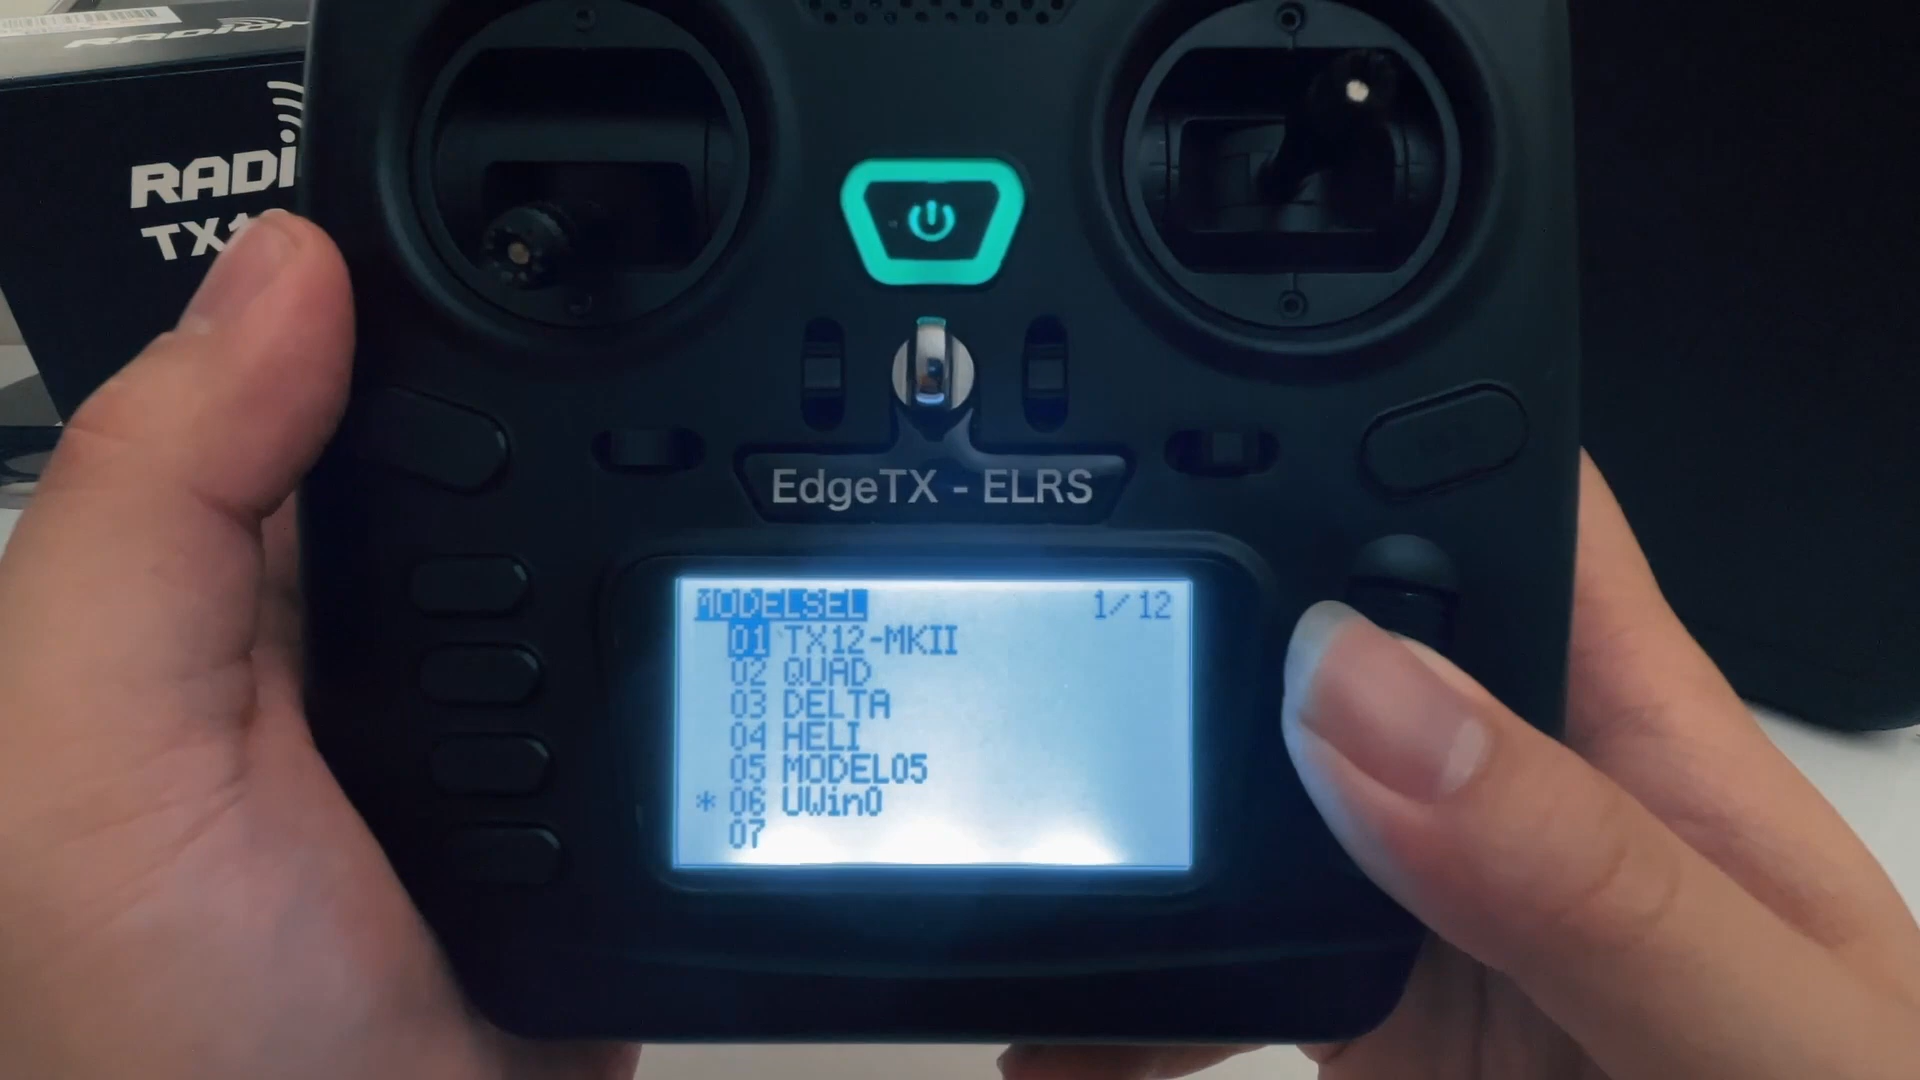 RADI
TX1
EdgeTX - ELRS
MODELSEL 1/12
01 TX12-MKII
02 QUAD
03 DELTA
04 HELI
05 MODEL05
* 06 UWin0
07